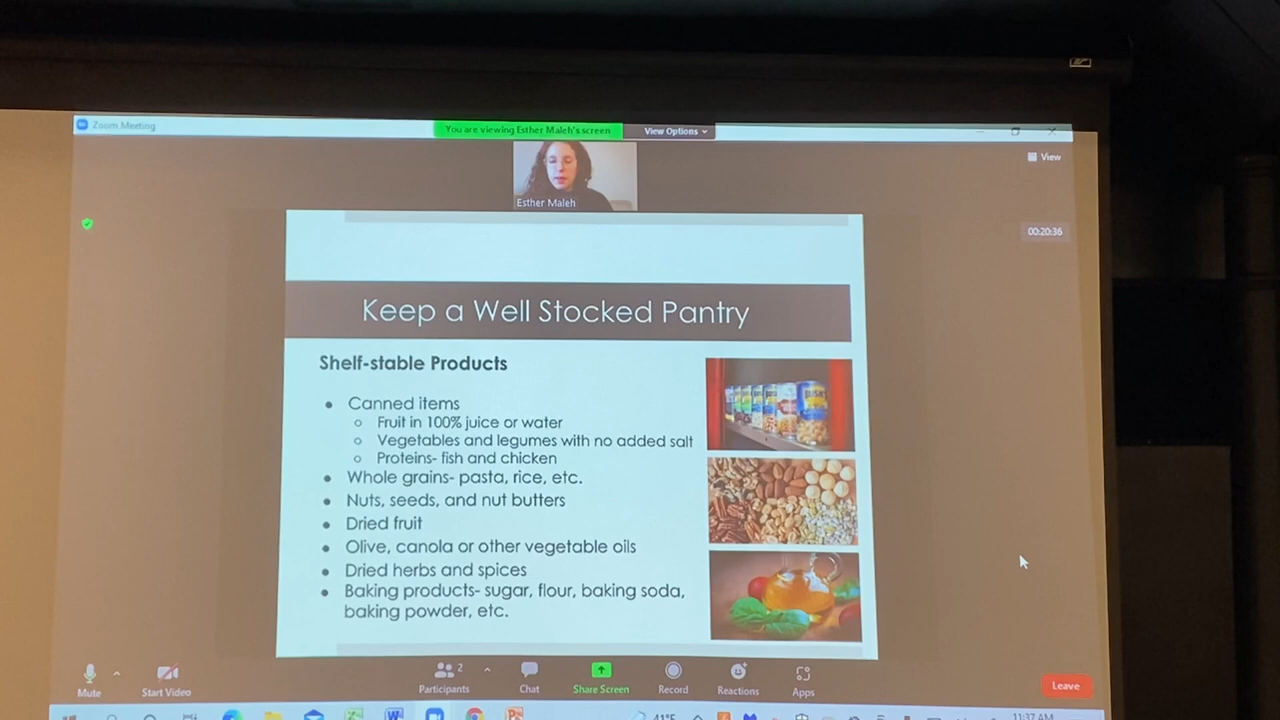 Zoom Meeting
You are viewing Esther Maleh's screen
View Options
View
Esther Maleh
00:20:36
Keep a Well Stocked Pantry
Shelf-stable Products
• Canned items
o Fruit in 100% juice or water
o Vegetables and legumes with no added salt
o Proteins- fish and chicken
• Whole grains- pasta, rice, etc.
• Nuts, seeds, and nut butters
• Dried fruit
• Olive, canola or other vegetable oils
• Dried herbs and spices
• Baking products- sugar, flour, baking soda,
baking powder, etc.
Mute
Start Video
2
Participants
Chat
Share Screen
Record
Reactions
Apps
Leave
41°F
11:37 AM